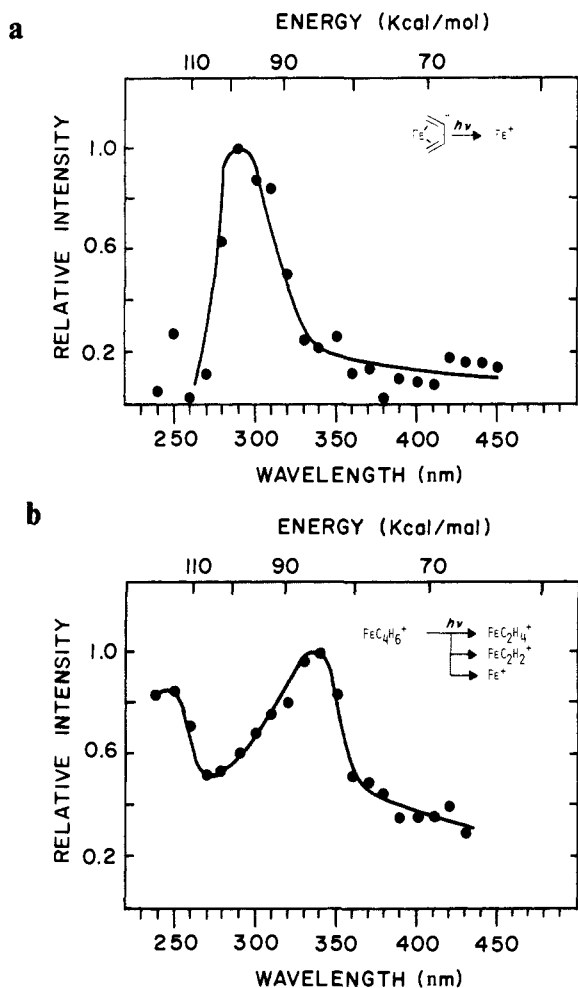 a
ENERGY (Kcal/mol)
110 90 70
RELATIVE INTENSITY
1.0
0.6
0.2
FE hν FE+
250 300 350 400 450
WAVELENGTH (nm)
b
ENERGY (Kcal/mal)
110 90 70
RELATIVE INTENSITY
1.0
0.6
0.2
FEC4H6+ hν FEC2H4+
FEC2H2+
FE+
250 300 350 400 450
WAVELENGTH (nm)